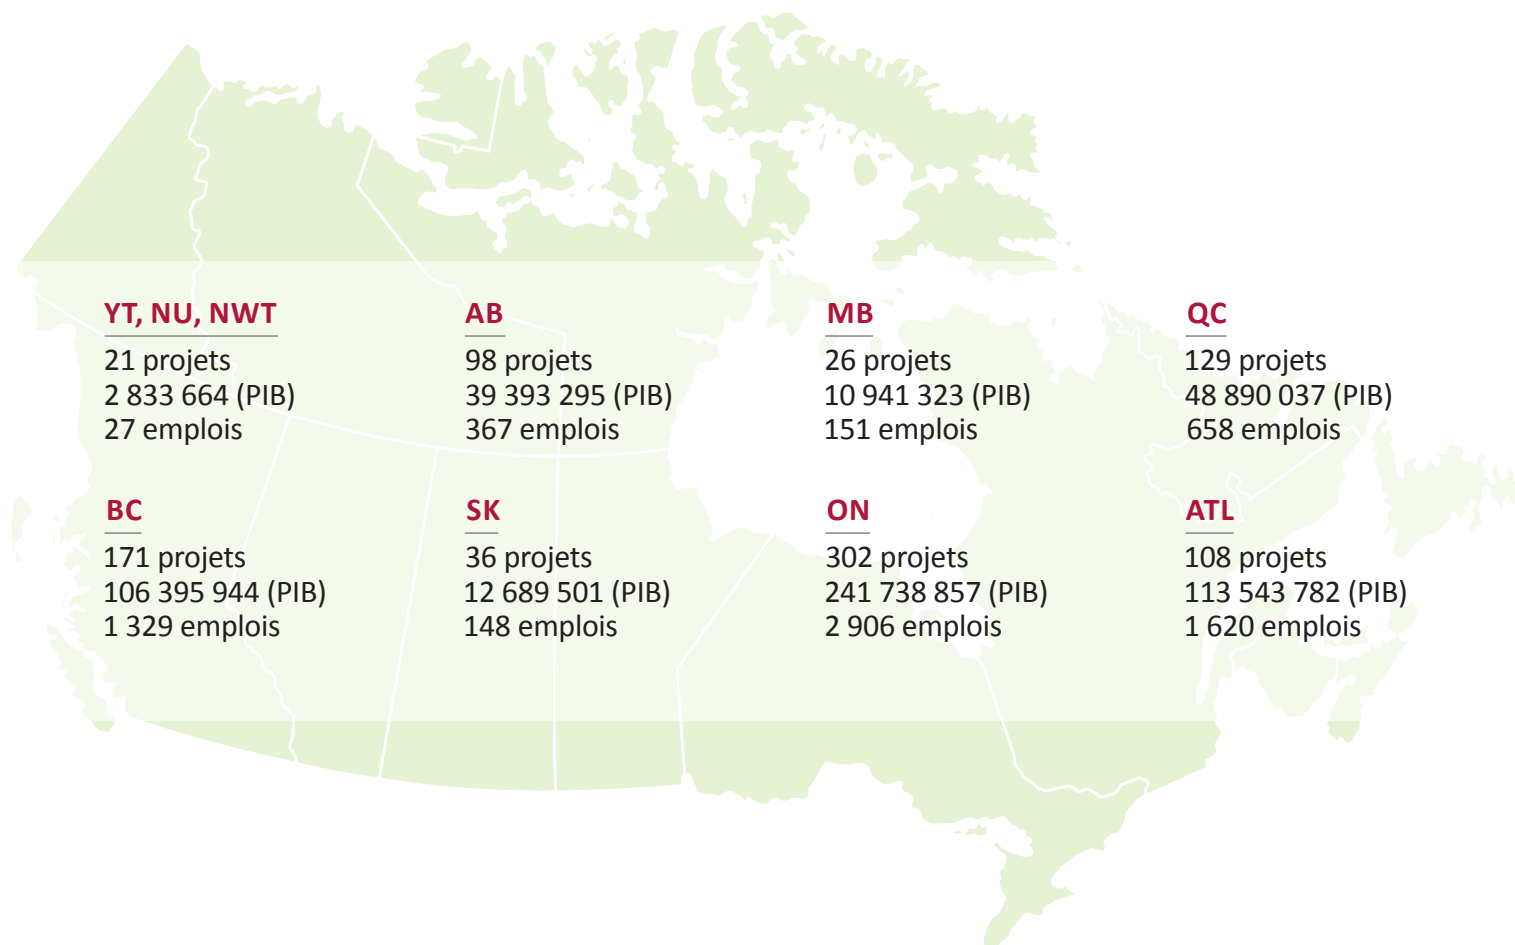 YT, NU, NWT
21 projets
2 833 664 (PIB)
27 emplois
AB
98 projets
39 393 295 (PIB)
367 emplois
MB
26 projets
10 941 323 (PIB)
151 emplois
QC
129 projets
48 890 037 (PIB)
658 emplois
BC
171 projets
106 395 944 (PIB)
1 329 emplois
SK
36 projets
12 689 501 (PIB)
148 emplois
ON
302 projets
241 738 857 (PIB)
2 906 emplois
ATL
108 projets
113 543 782 (PIB)
1 620 emplois